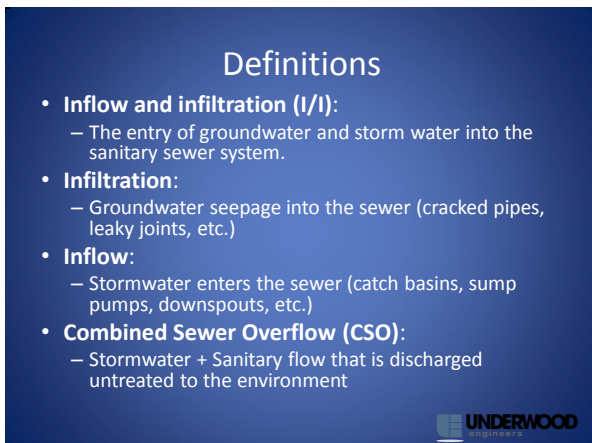 Definitions
• Inflow and infiltration (I/I):
– The entry of groundwater and storm water into the
sanitary sewer system.
• Infiltration:
– Groundwater seepage into the sewer (cracked pipes,
leaky joints, etc.)
• Inflow:
– Stormwater enters the sewer (catch basins, sump
pumps, downspouts, etc.)
• Combined Sewer Overflow (CSO):
– Stormwater + Sanitary flow that is discharged
untreated to the environment
UNDERWOOD
engineers